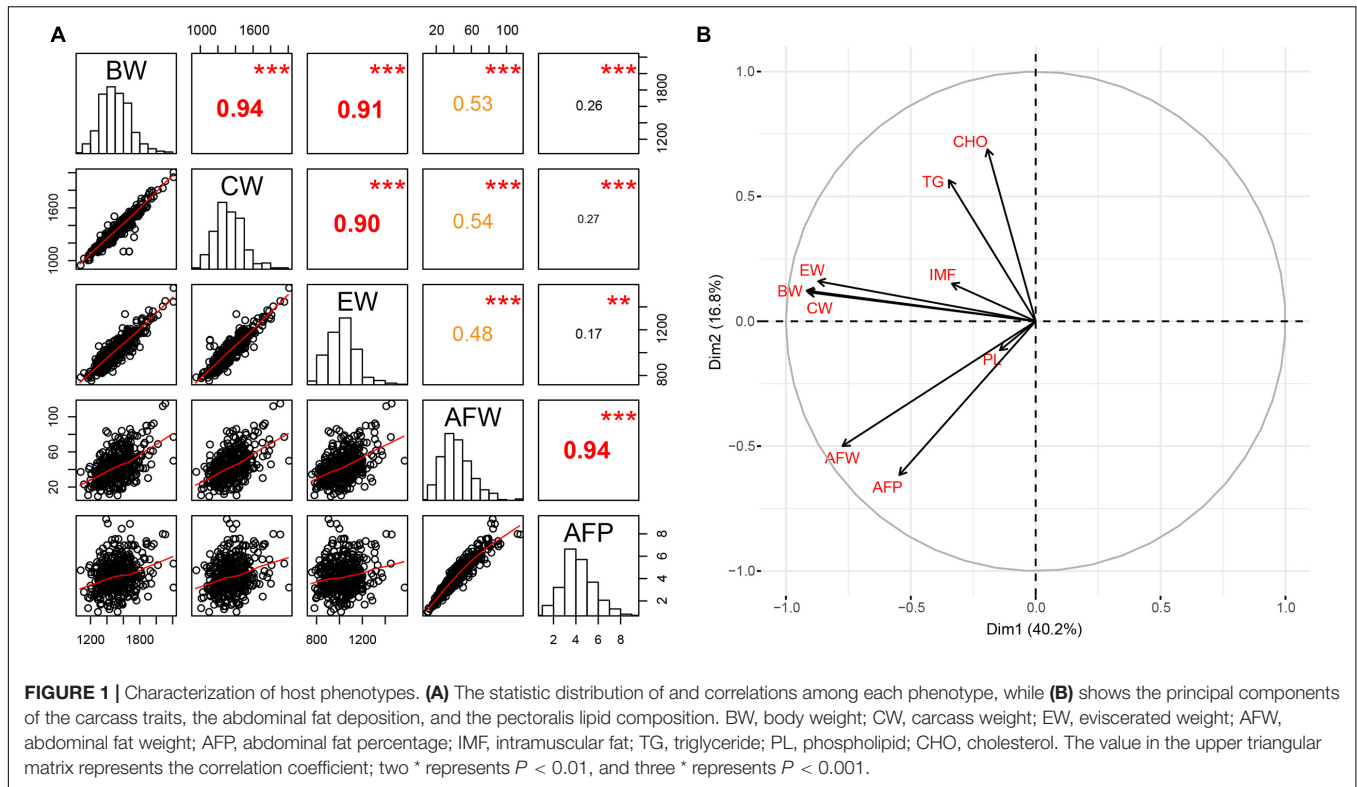 A
1000 1600
20 60 100
BW
0.94 ***
0.91 ***
0.53 ***
0.26 ***
1200 1800
1000 1600
CW
0.90 ***
0.54 ***
0.27 ***
EW
0.48 ***
0.17 **
800 1200
20 60 100
AFW
0.94 ***
AFP
2 4 6 8
1200 1800
800 1200
2 4 6 8
B
1.0
0.5
0.0
−0.5
−1.0
Dim2 (16.8%)
CHO
TG
EW
IMF
BW
CW
PL
AFW
AFP
−1.0 −0.5 0.0 0.5 1.0
Dim1 (40.2%)
FIGURE 1 | Characterization of host phenotypes. (A) The statistic distribution of and correlations among each phenotype, while (B) shows the principal components
of the carcass traits, the abdominal fat deposition, and the pectoralis lipid composition. BW, body weight; CW, carcass weight; EW, eviscerated weight; AFW,
abdominal fat weight; AFP, abdominal fat percentage; IMF, intramuscular fat; TG, triglyceride; PL, phospholipid; CHO, cholesterol. The value in the upper triangular
matrix represents the correlation coefficient; two * represents P < 0.01, and three * represents P < 0.001.